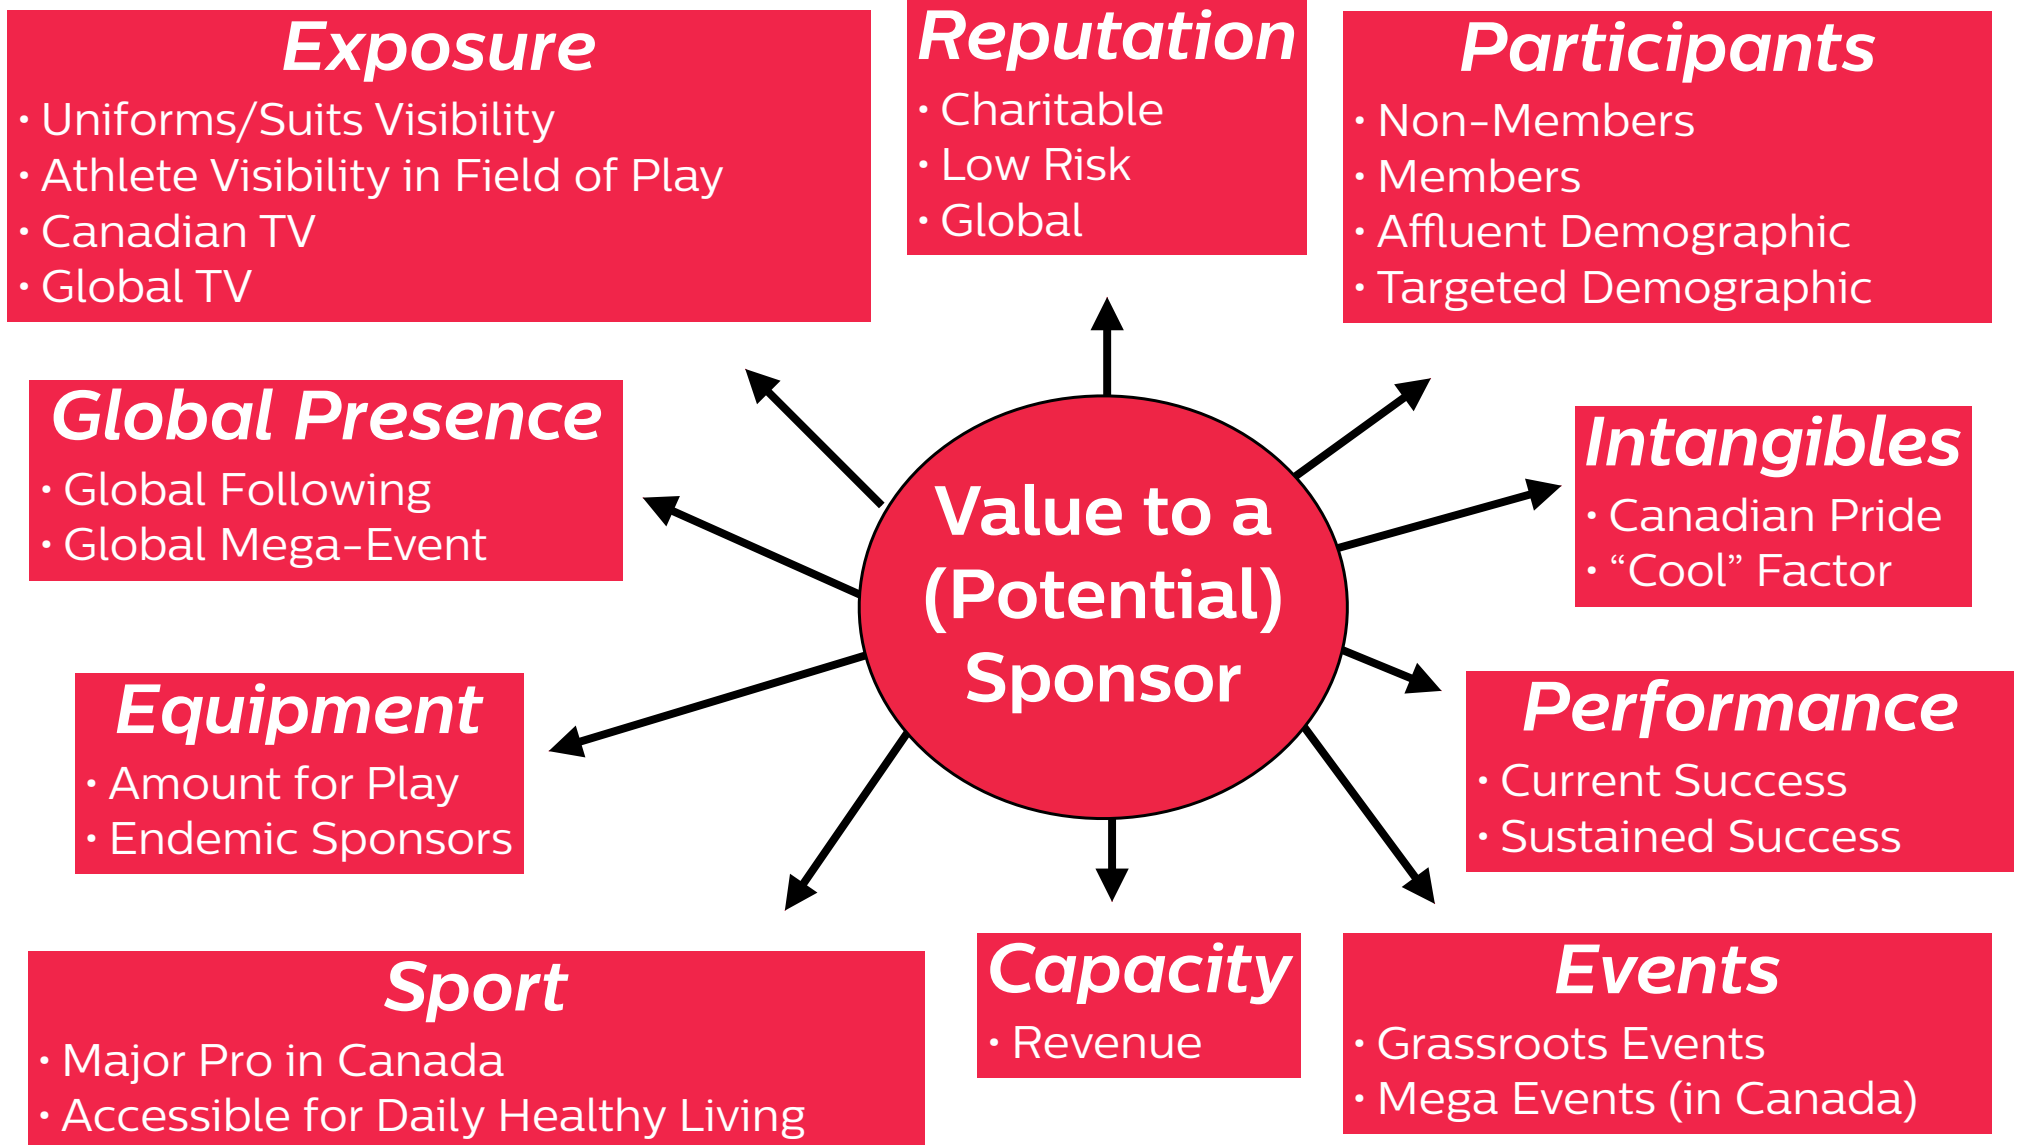 Exposure
· Uniforms/Suits Visibility
· Athlete Visibility in Field of Play
· Canadian TV
· Global TV
Reputation
· Charitable
· Low Risk
· Global
Participants
· Non-Members
· Members
· Affluent Demographic
· Targeted Demographic
Global Presence
· Global Following
· Global Mega-Event
Value to a
(Potential)
Sponsor
Intangibles
· Canadian Pride
· “Cool” Factor
Equipment
· Amount for Play
· Endemic Sponsors
Performance
· Current Success
· Sustained Success
Sport
· Major Pro in Canada
· Accessible for Daily Healthy Living
Capacity
· Revenue
Events
· Grassroots Events
· Mega Events (in Canada)